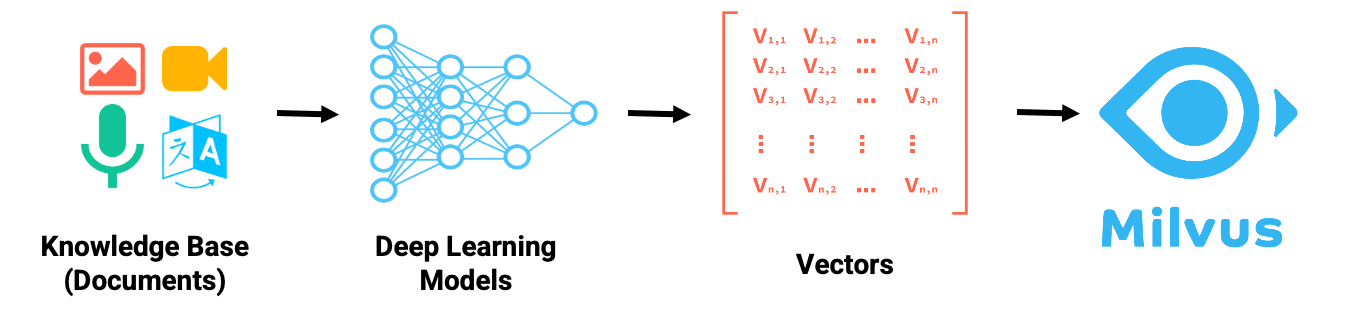 V1,1 V1,2 ... V1,n
V2,1 V2,2 ... V2,n
V3,1 V3,2 ... V3,n
⋮ ⋮ ⋮ ⋮
Vn,1 Vn,2 ... Vn,n
A
Knowledge Base
(Documents)
Deep Learning
Models
Vectors
Milvus